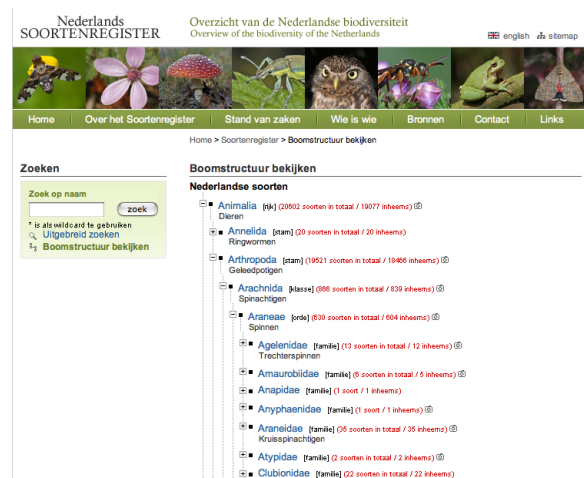 Nederlands
SOORTENREGISTER
Overzicht van de Nederlandse biodiversiteit
Overview of the biodiversity of the Netherlands
english sitemap
Home Over het Soortenregister Stand van zaken Wie is wie Bronnen Contact Links
Home > Soortenregister > Boomstructuur bekijken
Zoeken
Zoek op naam
zoek
* is als wildcard te gebruiken
Uitgebreid zoeken
Boomstructuur bekijken
Boomstructuur bekijken
Nederlandse soorten
Animalia [rijk] (20602 soorten in totaal / 19077 inheems)
Dieren
Annelida [stam] (20 soorten in totaal / 20 inheems)
Ringwormen
Arthropoda [stam] (19521 soorten in totaal / 18466 inheems)
Geleedpotigen
Arachnida [klasse] (866 soorten in totaal / 839 inheems)
Spinachtigen
Araneae [orde] (630 soorten in totaal / 604 inheems)
Spinnen
Agelenidae [familie] (13 soorten in totaal / 12 inheems)
Trechterspinnen
Amaurobiidae [familie] (6 soorten in totaal / 5 inheems)
Anapidae [familie] (1 soort / 1 inheems)
Anyphaenidae [familie] (1 soort / 1 inheems)
Araneidae [familie] (35 soorten in totaal / 35 inheems)
Kruisspinachtigen
Atypidae [familie] (2 soorten in totaal / 2 inheems)
Clubionidae [familie] (22 soorten in totaal / 22 inheems)